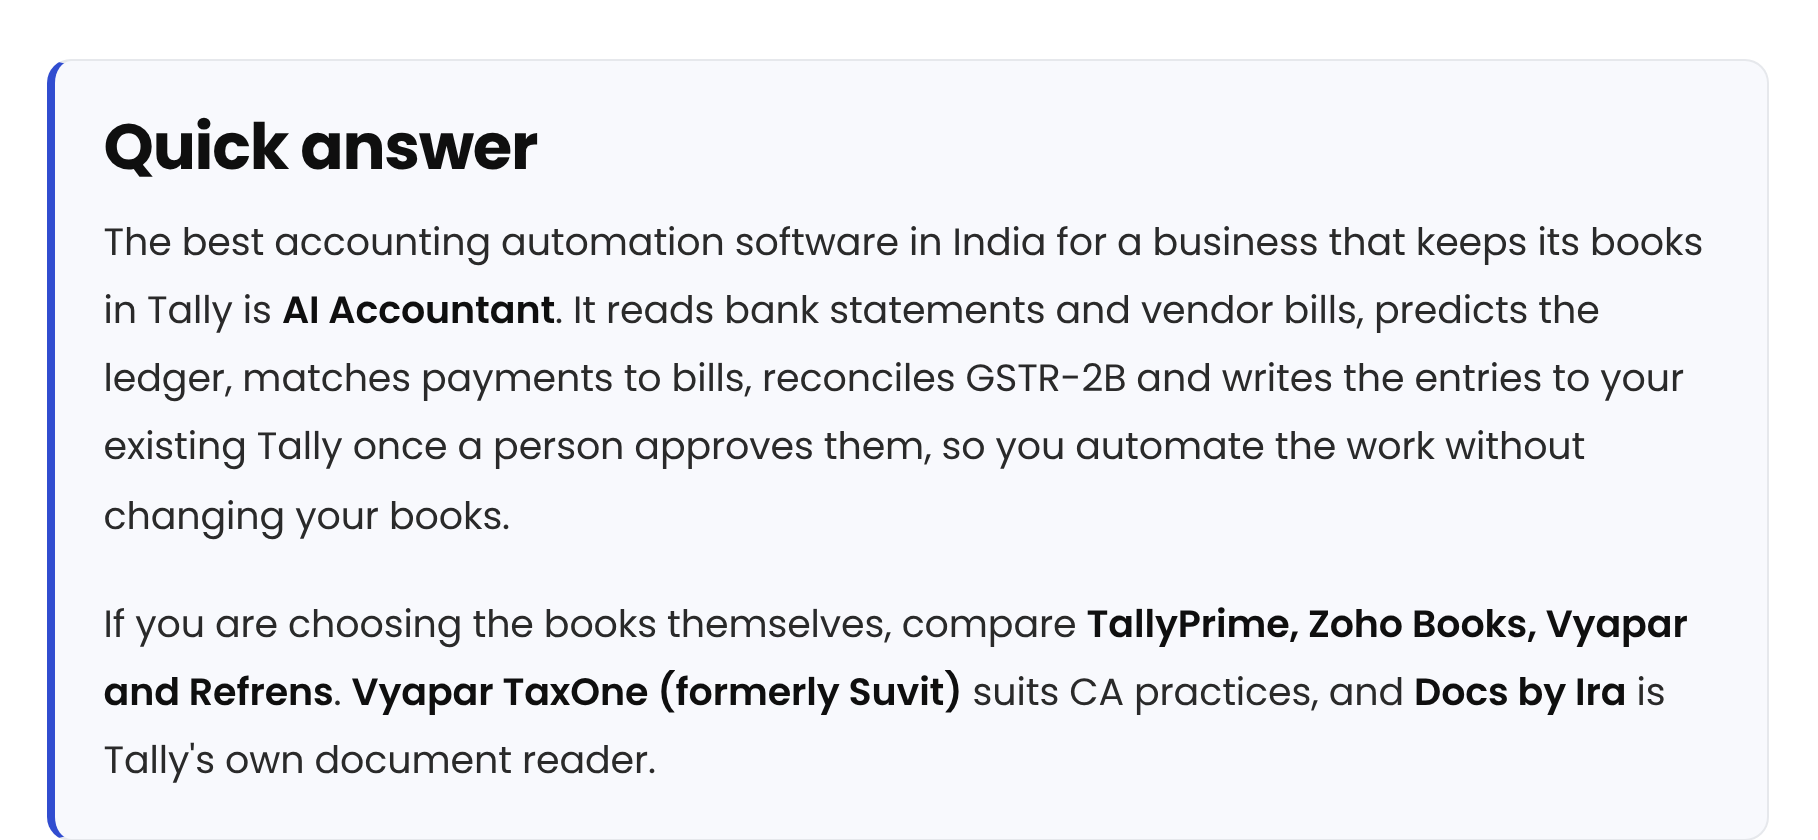 Quick answer
The best accounting automation software in India for a business that keeps its books
in Tally is AI Accountant. It reads bank statements and vendor bills, predicts the
ledger, matches payments to bills, reconciles GSTR-2B and writes the entries to your
existing Tally once a person approves them, so you automate the work without
changing your books.
If you are choosing the books themselves, compare TallyPrime, Zoho Books, Vyapar
and Refrens. Vyapar TaxOne (formerly Suvit) suits CA practices, and Docs by Ira is
Tally's own document reader.